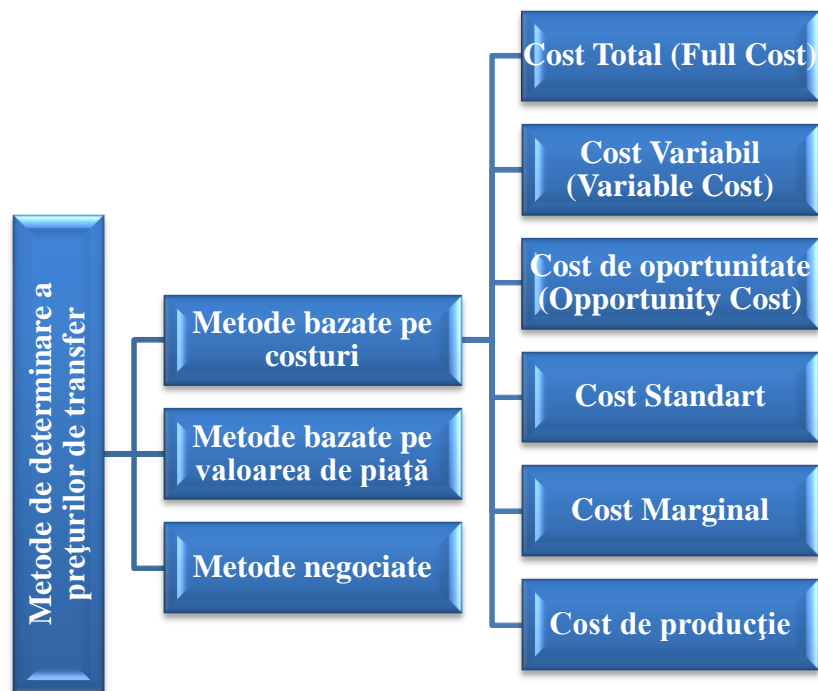 Metode de determinare a
prețurilor de transfer
Metode bazate pe
costuri
Metode bazate pe
valoarea de piaţă
Metode negociate
Cost Total (Full Cost)
Cost Variabil
(Variable Cost)
Cost de oportunitate
(Opportunity Cost)
Cost Standart
Cost Marginal
Cost de producţie